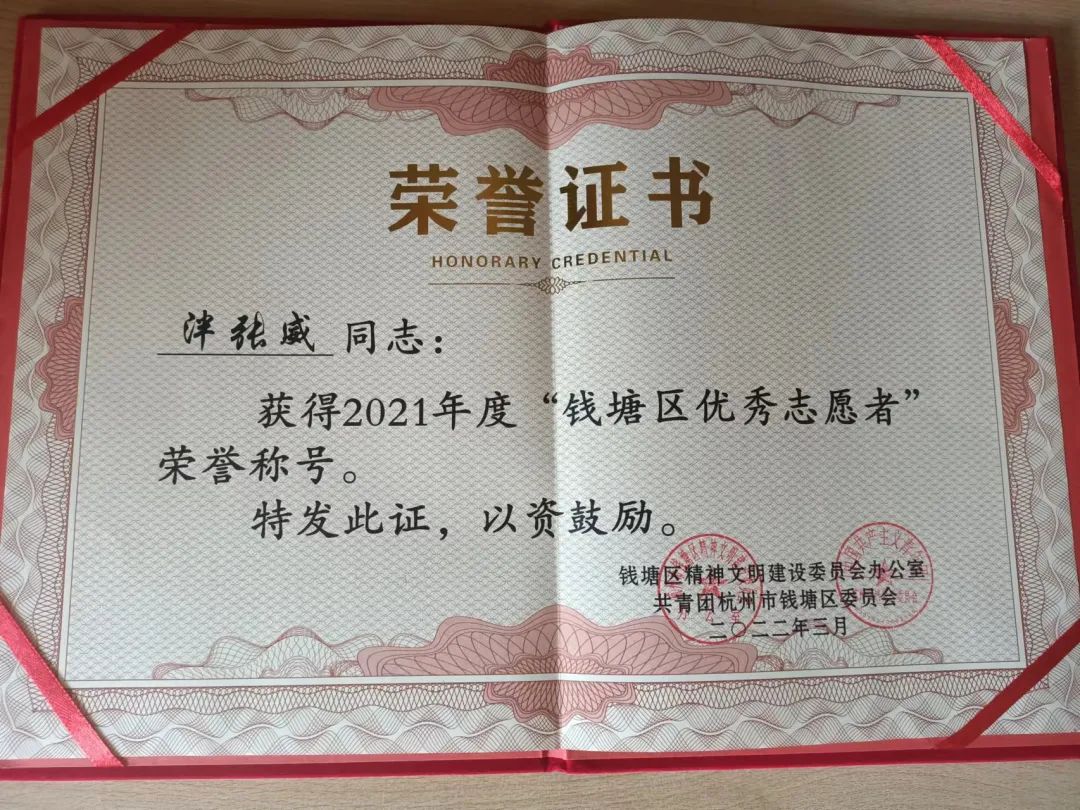 荣誉证书
HONORARY CREDENTIAL
张威 同志：
获得2021年度“钱塘区优秀志愿者”
荣誉称号。
特发此证，以资鼓励。
钱塘区精神文明建设委员会办公室
共青团杭州市钱塘区委员会
二〇二二年三月